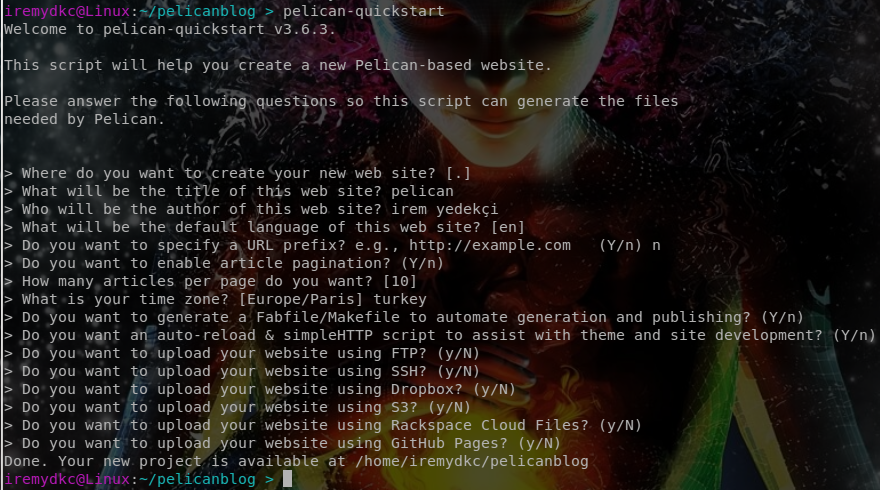 iremydkc@Linux:~/pelicanblog > pelican-quickstart
Welcome to pelican-quickstart v3.6.3.
This script will help you create a new Pelican-based website.
Please answer the following questions so this script can generate the files
needed by Pelican.
> Where do you want to create your new web site? [.]
> What will be the title of this web site? pelican
> Who will be the author of this web site? irem yedekçi
> What will be the default language of this web site? [en]
> Do you want to specify a URL prefix? e.g., http://example.com   (Y/n) n
> Do you want to enable article pagination? (Y/n)
> How many articles per page do you want? [10]
> What is your time zone? [Europe/Paris] turkey
> Do you want to generate a Fabfile/Makefile to automate generation and publishing? (Y/n)
> Do you want an auto-reload & simpleHTTP script to assist with theme and site development? (Y/n)
> Do you want to upload your website using FTP? (y/N)
> Do you want to upload your website using SSH? (y/N)
> Do you want to upload your website using Dropbox? (y/N)
> Do you want to upload your website using S3? (y/N)
> Do you want to upload your website using Rackspace Cloud Files? (y/N)
> Do you want to upload your website using GitHub Pages? (y/N)
Done. Your new project is available at /home/iremydkc/pelicanblog
iremydkc@Linux:~/pelicanblog >